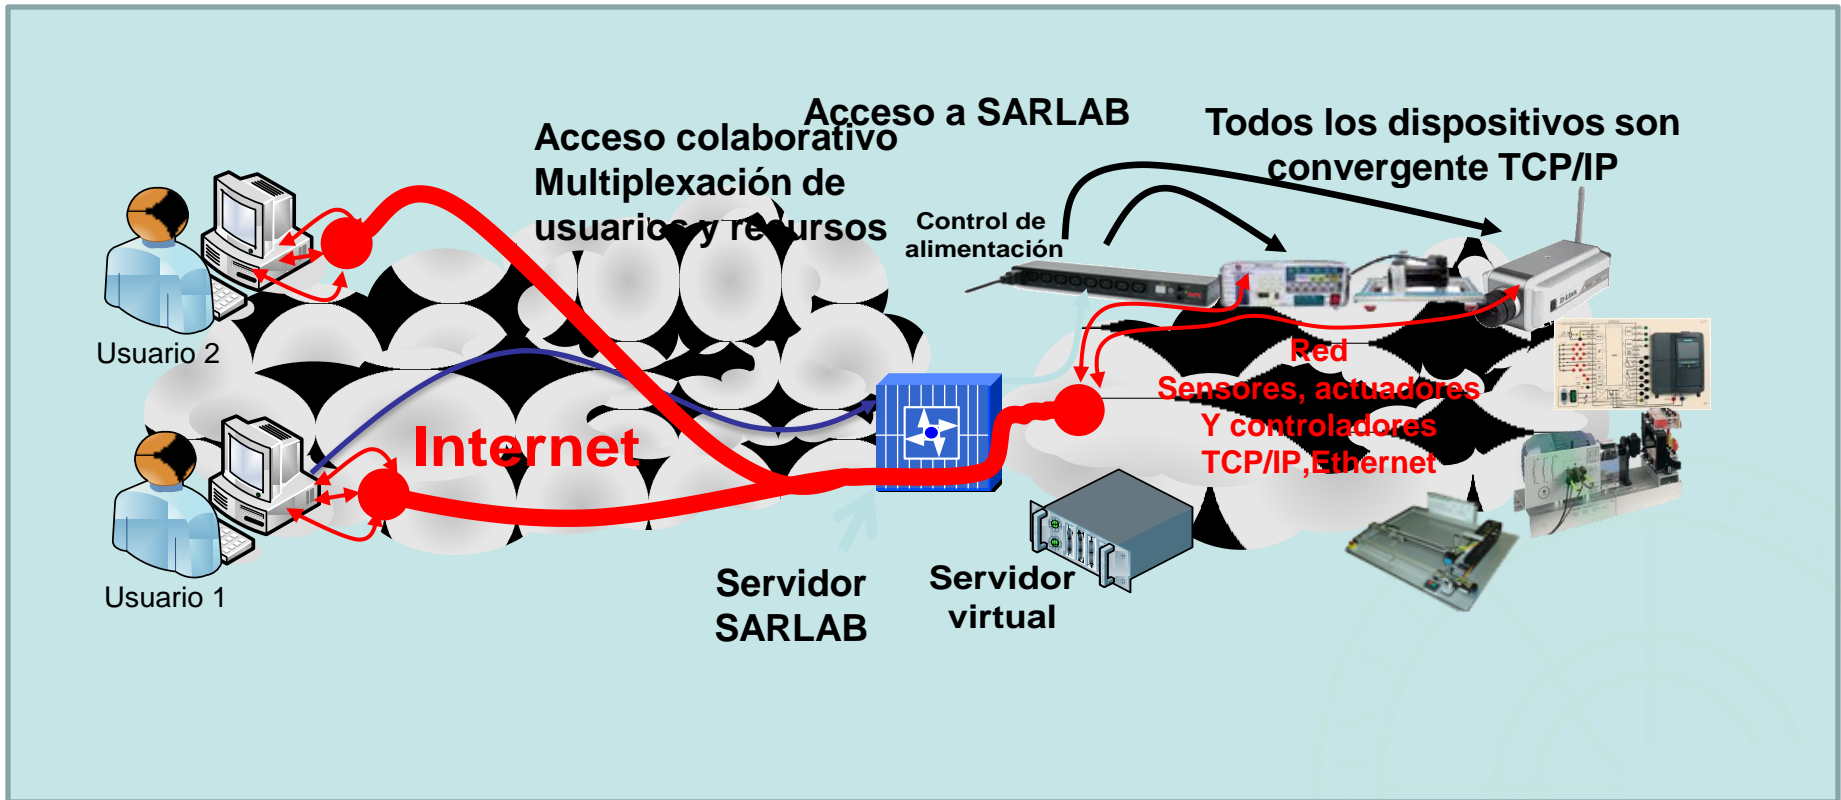 Acceso a SARLAB
Acceso colaborativo
Multiplexación de
usuarios y recursos
Todos los dispositivos son
convergente TCP/IP
Control de
alimentación
D-Link
Usuario 2
Internet
Red
Sensores, actuadores
Y controladores
TCP/IP,Ethernet
Usuario 1
Servidor
SARLAB
Servidor
virtual